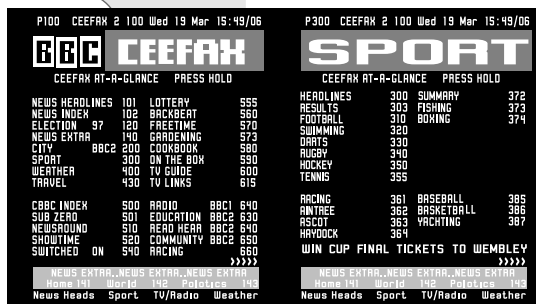 P100 CEEFAX 2 100 Wed 19 Mar 15:49/06
BBC CEEFAX
CEEFAX AT-A-GLANCE PRESS HOLD
NEWS HEADLINES 101 LOTTERY 555
NEWS INDEX 102 BACKBEAT 560
ELECTION 97 120 FREETIME 570
NEWS EXTRA 140 GARDENING 573
CITY BBC2 200 COOKBOOK 580
SPORT 300 ON THE BOX 590
WEATHER 400 TV GUIDE 600
TRAVEL 430 TV LINKS 615
CBBC INDEX 500 RADIO BBC1 640
SUB ZERO 501 EDUCATION BBC2 630
NEWSROUND 510 READ HEAR BBC2 640
SHOWTIME 520 COMMUNITY BBC2 650
SWITCHED ON 540 RACING 660
>>>>>
NEWS EXTRA..NEWS EXTRA..NEWS EXTRA
Home 141 World 142 Polotics 143
News Heads Sport TV/Radio Weather
P300 CEEFAX 2 100 Wed 19 Mar 15:49/06
SPORT
CEEFAX AT-A-GLANCE PRESS HOLD
HEADLINES 300 SUMMARY 372
RESULTS 303 FISHING 373
FOOTBALL 310 BOXING 374
SWIMMING 320
DARTS 330
RUGBY 340
HOCKEY 350
TENNIS 355
RACING 361 BASEBALL 385
AINTREE 362 BASKETBALL 386
ASCOT 363 YACHTING 387
HAYDOCK 364
WIN CUP FINAL TICKETS TO WEMBLEY
>>>>>
NEWS EXTRA..NEWS EXTRA..NEWS EXTRA
Home 141 World 142 Polotics 143
News Heads Sport TV/Radio Weather